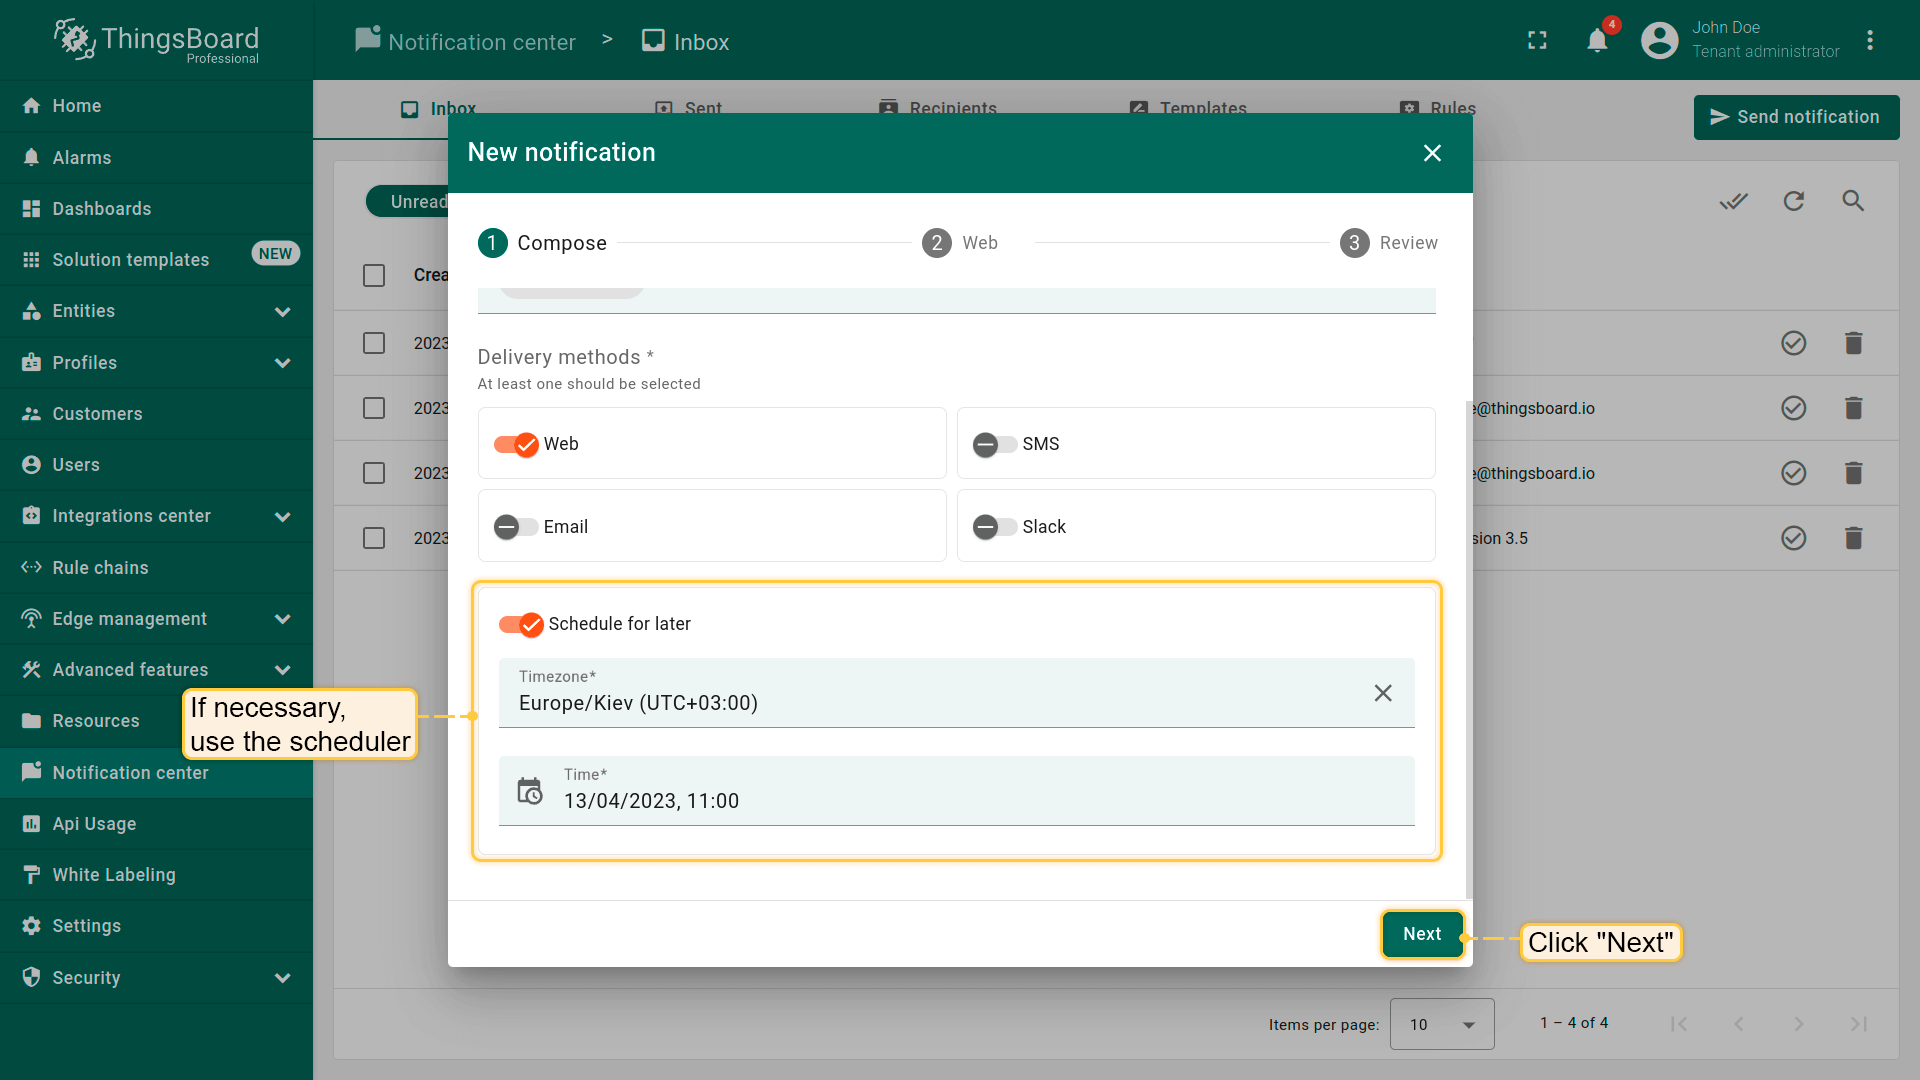 ThingsBoard
Professional
Notification center > Inbox
4
John Doe
Tenant administrator
Home
Alarms
Dashboards
Solution templates NEW
Entities
Profiles
Customers
Users
Integrations center
Rule chains
Edge management
Advanced features
Resources
Notification center
Api Usage
White Labeling
Settings
Security
Inbox
Sent
Recipients
Templates
Rules
Send notification
Unread
Crea
2023
2023
e@thingsboard.io
2023
e@thingsboard.io
2023
sion 3.5
New notification
1 Compose
2 Web
3 Review
Delivery methods *
At least one should be selected
Web
SMS
Email
Slack
Schedule for later
Timezone*
Europe/Kiev (UTC+03:00)
Time*
13/04/2023, 11:00
If necessary,
use the scheduler
Next
Click "Next"
Items per page: 10
1 – 4 of 4